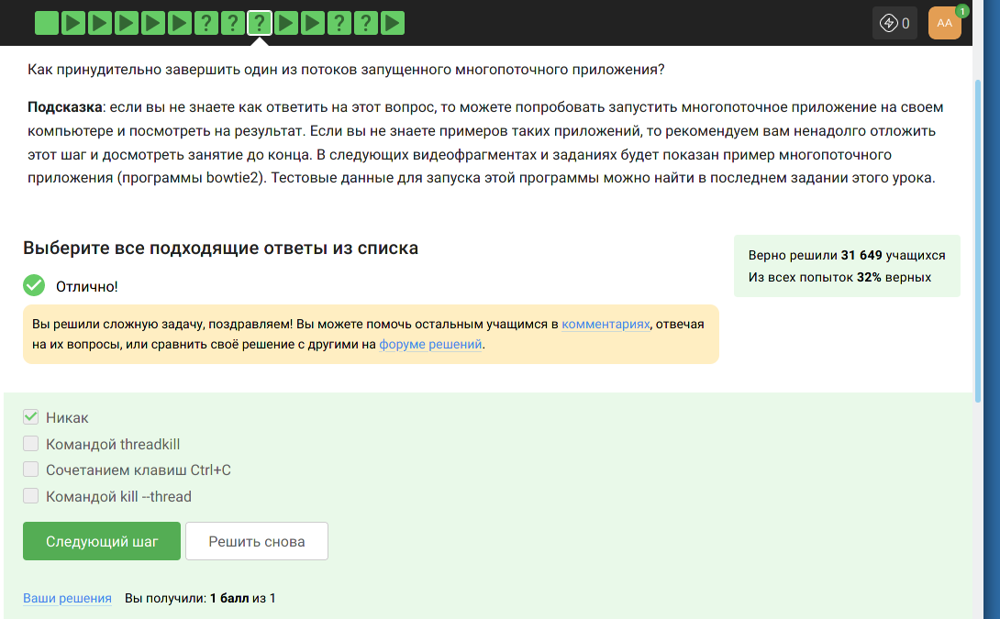 ? ? ? ? ?
0
AA
1
Как принудительно завершить один из потоков запущенного многопоточного приложения?
Подсказка: если вы не знаете как ответить на этот вопрос, то можете попробовать запустить многопоточное приложение на своем
компьютере и посмотреть на результат. Если вы не знаете примеров таких приложений, то рекомендуем вам ненадолго отложить
этот шаг и досмотреть занятие до конца. В следующих видеофрагментах и заданиях будет показан пример многопоточного
приложения (программы bowtie2). Тестовые данные для запуска этой программы можно найти в последнем задании этого урока.
Выберите все подходящие ответы из списка
Верно решили 31 649 учащихся
Из всех попыток 32% верных
Отлично!
Вы решили сложную задачу, поздравляем! Вы можете помочь остальным учащимся в комментариях, отвечая
на их вопросы, или сравнить своё решение с другими на форуме решений.
Никак
Командой threadkill
Сочетанием клавиш Ctrl+C
Командой kill --thread
Следующий шаг
Решить снова
Ваши решения Вы получили: 1 балл из 1